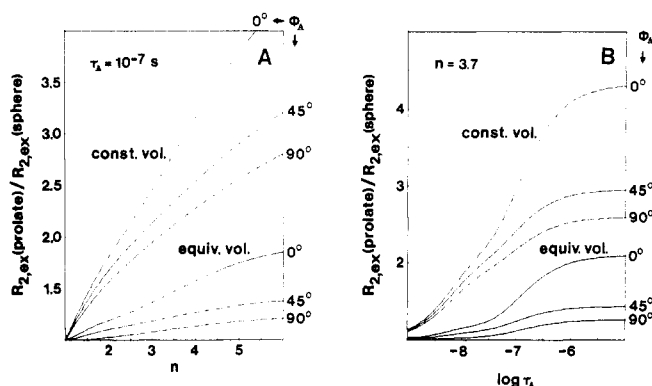 0° ← Φ_A
↓
A
τ_A = 10⁻⁷ s
R_2,ex (prolate) / R_2,ex (sphere)
3.5
3.0
2.5
2.0
1.5
const. vol.
equiv. vol.
45°
90°
0°
45°
90°
2 3 4 5
n
B
Φ_A
↓
n = 3.7
R_2,ex (prolate) / R_2,ex (sphere)
4
3
2
const. vol.
equiv. vol.
0°
45°
90°
0°
45°
90°
-8 -7 -6
log τ_A